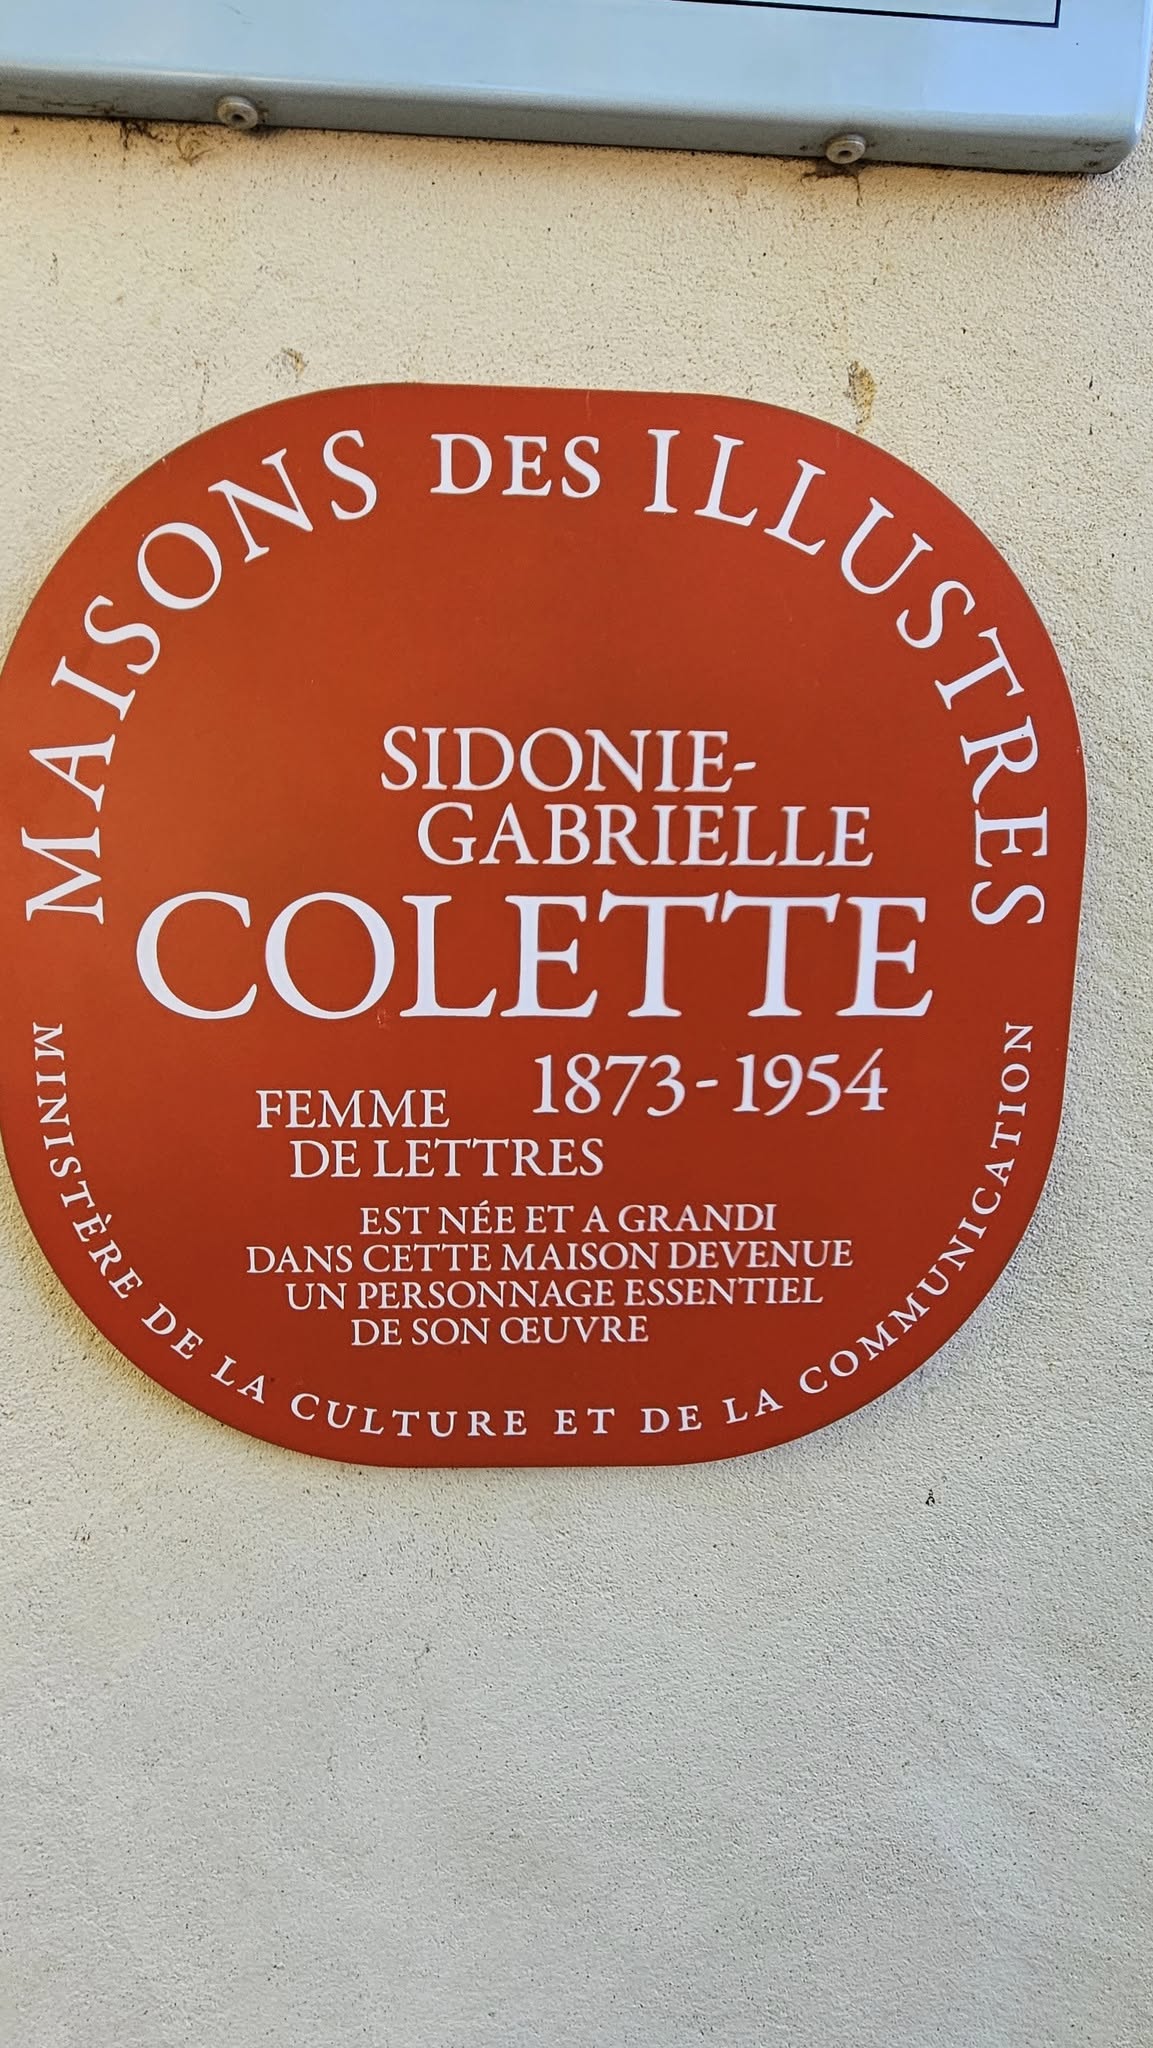 MAISONS DES ILLUSTRES
SIDONIE-
GABRIELLE
COLETTE
1873-1954
FEMME
DE LETTRES
EST NÉE ET A GRANDI
DANS CETTE MAISON DEVENUE
UN PERSONNAGE ESSENTIEL
DE SON ŒUVRE
MINISTÈRE DE LA CULTURE ET DE LA COMMUNICATION